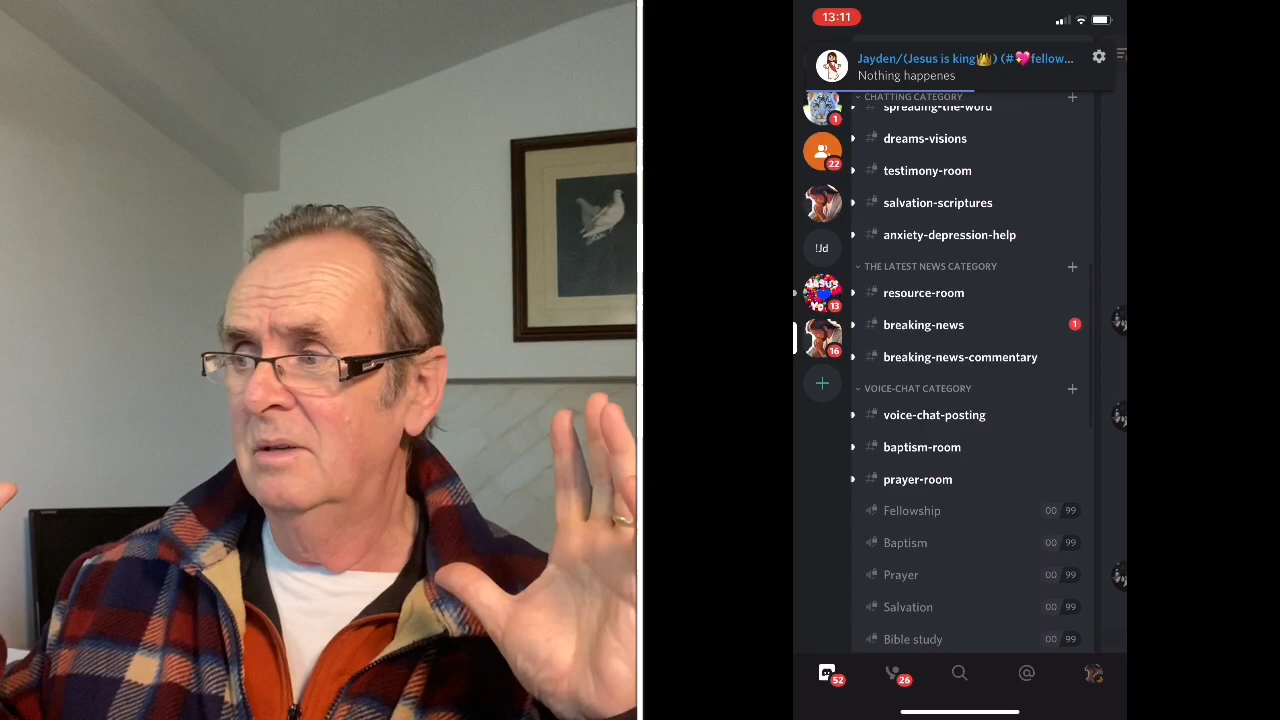 13:11
Jayden/(Jesus is king👑) (#💖fellow...
Nothing happenes
CHATTING CATEGORY
spreading-the-word
1
dreams-visions
22
testimony-room
salvation-scriptures
anxiety-depression-help
!Jd
THE LATEST NEWS CATEGORY
resource-room
13
breaking-news
1
16
breaking-news-commentary
VOICE-CHAT CATEGORY
voice-chat-posting
baptism-room
prayer-room
Fellowship 00 99
Baptism 00 99
Prayer 00 99
Salvation 00 99
Bible study 00 99
52 26